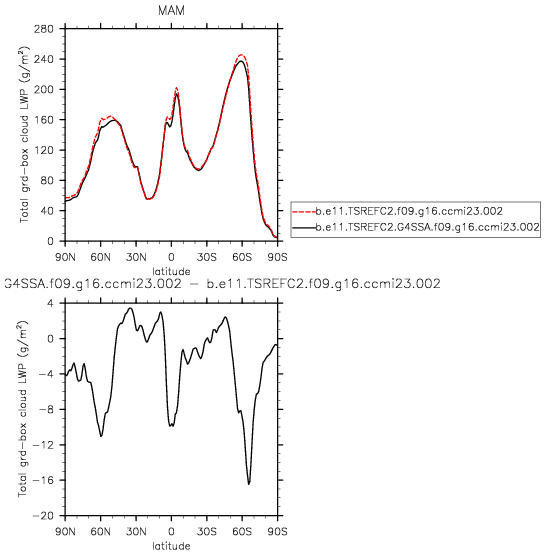 MAM
280
240
200
160
120
80
40
0
Total grd-box cloud LWP (g/m²)
90N 60N 30N 0 30S 60S 90S
latitude
b.e11.TSREFC2.f09.g16.ccmi23.002
b.e11.TSREFC2.G4SSA.f09.g16.ccmi23.002
G4SSA.f09.g16.ccmi23.002 − b.e11.TSREFC2.f09.g16.ccmi23.002
4
0
−4
−8
−12
−16
−20
Total grd-box cloud LWP (g/m²)
90N 60N 30N 0 30S 60S 90S
latitude